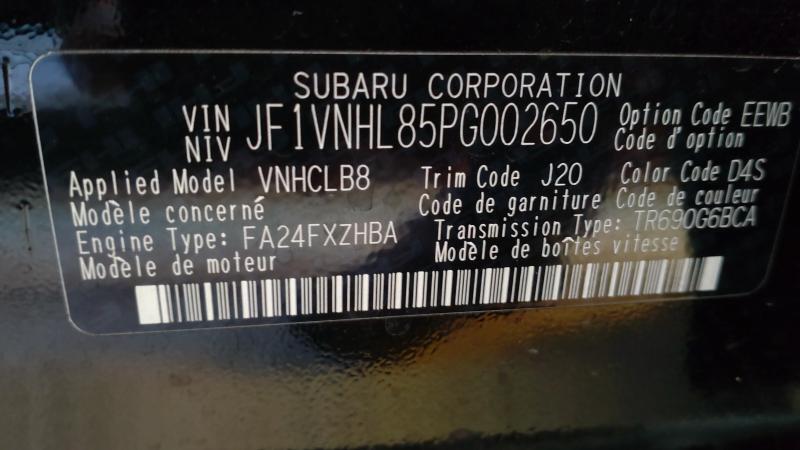 SUBARU CORPORATION
VIN
NIV
JF1VNHL85PG002650
Option Code EEWB
Code d'option
Applied Model VNHCLB8
Modèle concerné
Trim Code J20
Code de garniture
Color Code D4S
Code de couleur
Engine Type: FA24FXZHBA
Modèle de moteur
Transmission Type: TR690G6BCA
Modèle de boîtes vitesse